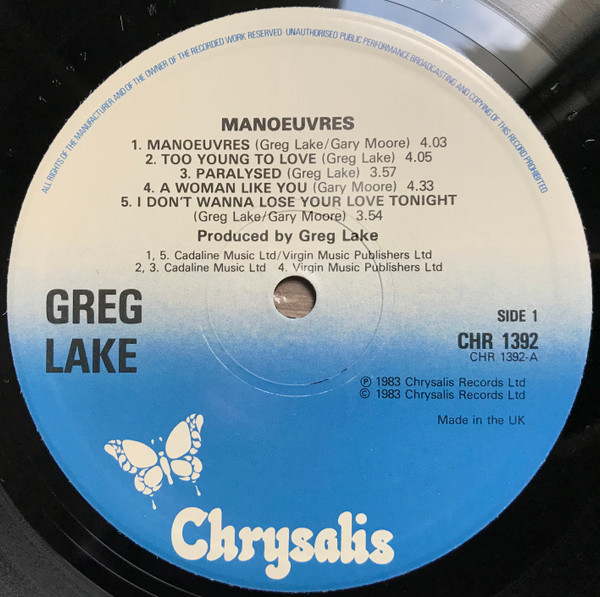 ALL RIGHTS OF THE MANUFACTURER AND OF THE OWNER OF THE RECORDED WORK RESERVED · UNAUTHORISED PUBLIC PERFORMANCE BROADCASTING AND COPYING OF THIS RECORD PROHIBITED
MANOEUVRES
1. MANOEUVRES (Greg Lake/Gary Moore) 4.03
2. TOO YOUNG TO LOVE (Greg Lake) 4.05
3. PARALYSED (Greg Lake) 3.57
4. A WOMAN LIKE YOU (Gary Moore) 4.33
5. I DON'T WANNA LOSE YOUR LOVE TONIGHT
(Greg Lake/Gary Moore) 3.54
Produced by Greg Lake
1, 5. Cadaline Music Ltd/Virgin Music Publishers Ltd
2, 3. Cadaline Music Ltd 4. Virgin Music Publishers Ltd
GREG
LAKE
SIDE 1
CHR 1392
CHR 1392-A
℗ 1983 Chrysalis Records Ltd
© 1983 Chrysalis Records Ltd
Made in the UK
Chrysalis